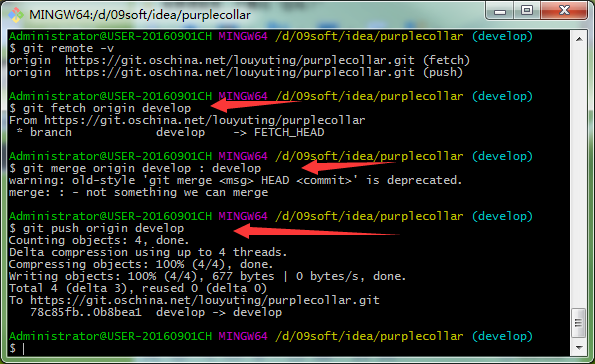 MINGW64:/d/09soft/idea/purplecollar
Administrator@USER-20160901CH MINGW64 /d/09soft/idea/purplecollar (develop)
$ git remote -v
origin  https://git.oschina.net/louyuting/purplecollar.git (fetch)
origin  https://git.oschina.net/louyuting/purplecollar.git (push)
Administrator@USER-20160901CH MINGW64 /d/09soft/idea/purplecollar (develop)
$ git fetch origin develop
From https://git.oschina.net/louyuting/purplecollar
 * branch            develop    -> FETCH_HEAD
Administrator@USER-20160901CH MINGW64 /d/09soft/idea/purplecollar (develop)
$ git merge origin develop : develop
warning: old-style 'git merge <msg> HEAD <commit>' is deprecated.
merge: : - not something we can merge
Administrator@USER-20160901CH MINGW64 /d/09soft/idea/purplecollar (develop)
$ git push origin develop
Counting objects: 4, done.
Delta compression using up to 4 threads.
Compressing objects: 100% (4/4), done.
Writing objects: 100% (4/4), 677 bytes | 0 bytes/s, done.
Total 4 (delta 3), reused 0 (delta 0)
To https://git.oschina.net/louyuting/purplecollar.git
   78c85fb..0b8bea1  develop -> develop
Administrator@USER-20160901CH MINGW64 /d/09soft/idea/purplecollar (develop)
$